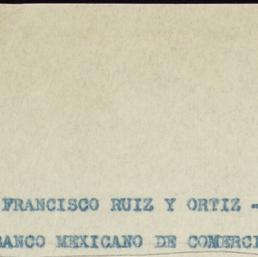 FRANCISCO RUIZ Y ORTIZ -
BANCO MEXICANO DE COMERCI